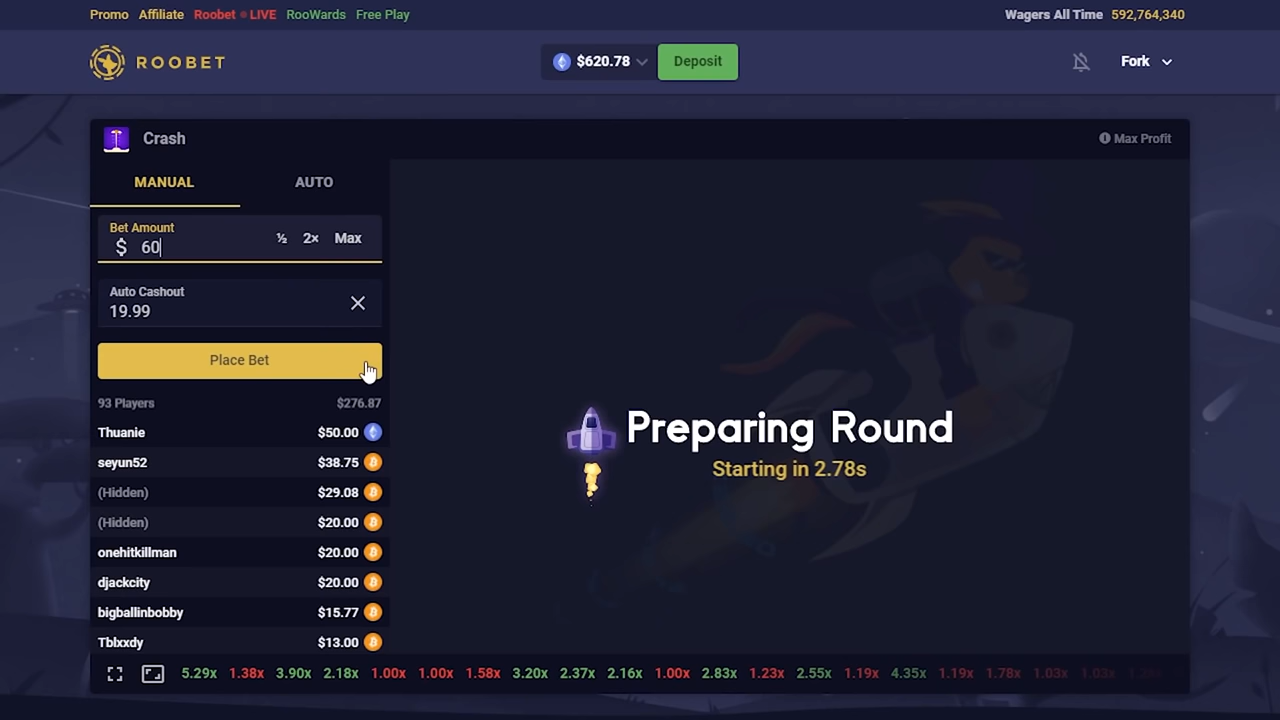 Promo Affiliate Roobet • LIVE RooWards Free Play Wagers All Time 592,764,340
ROOBET $620.78 Deposit Fork
Crash Max Profit
MANUAL AUTO
Bet Amount
$ 60 ½ 2× Max
Auto Cashout
19.99
Place Bet
93 Players $276.87
Thuanie $50.00
seyun52 $38.75
(Hidden) $29.08
(Hidden) $20.00
onehitkillman $20.00
djackcity $20.00
bigballinbobby $15.77
Tblxxdy $13.00
Preparing Round
Starting in 2.78s
5.29x 1.38x 3.90x 2.18x 1.00x 1.00x 1.58x 3.20x 2.37x 2.16x 1.00x 2.83x 1.23x 2.55x 1.19x 4.35x 1.19x 1.78x 1.03x 1.03x